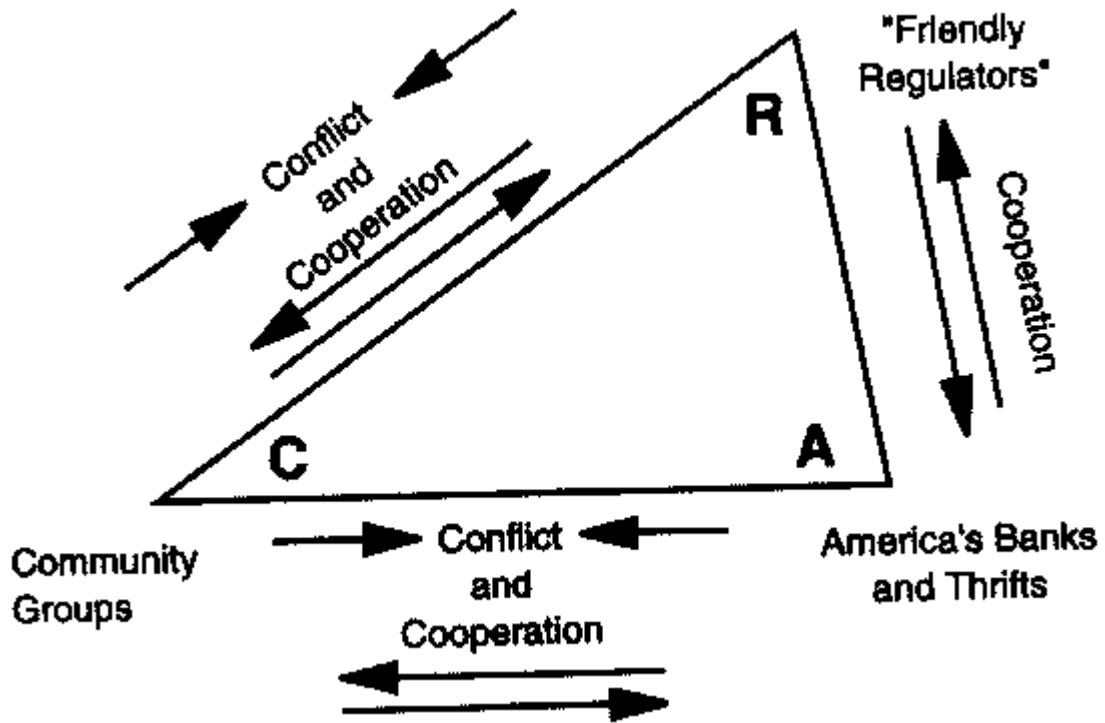 "Friendly
Regulators"
R
Conflict
and
Cooperation
Cooperation
C
A
Community
Groups
Conflict
and
Cooperation
America's Banks
and Thrifts